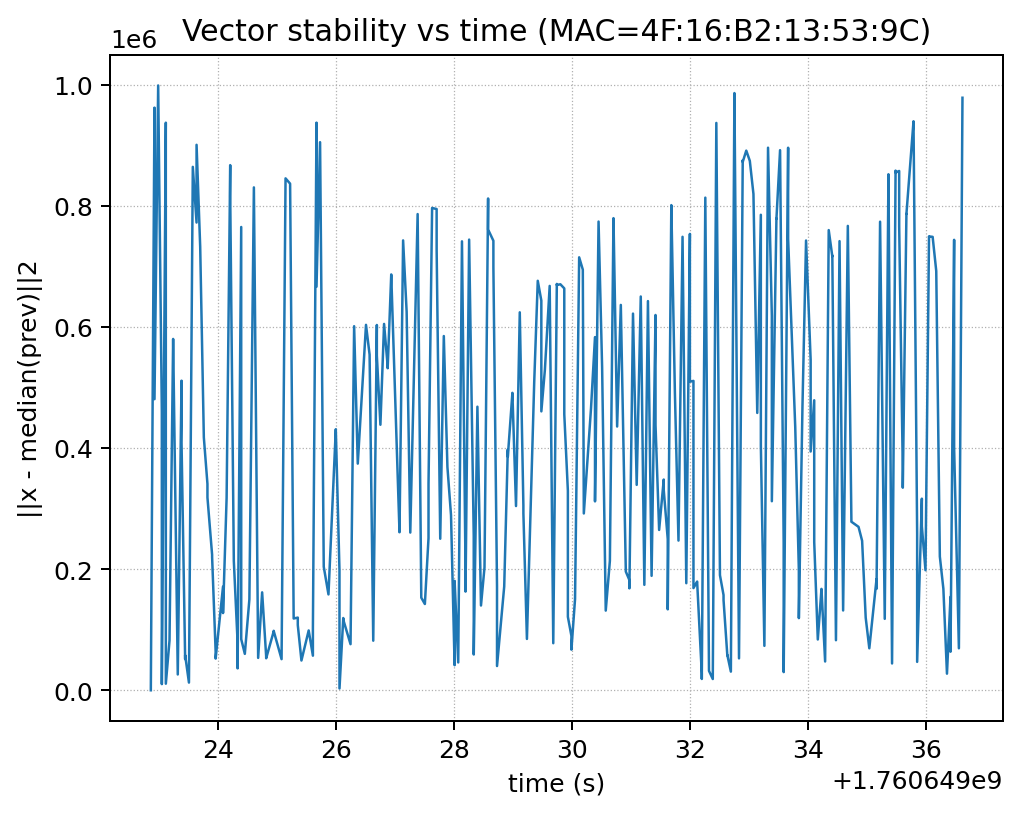 Vector stability vs time (MAC=4F:16:B2:13:53:9C)
1e6
1.0
0.8
0.6
0.4
0.2
0.0
||x - median(prev)||2
24 26 28 30 32 34 36
time (s)
+1.760649e9